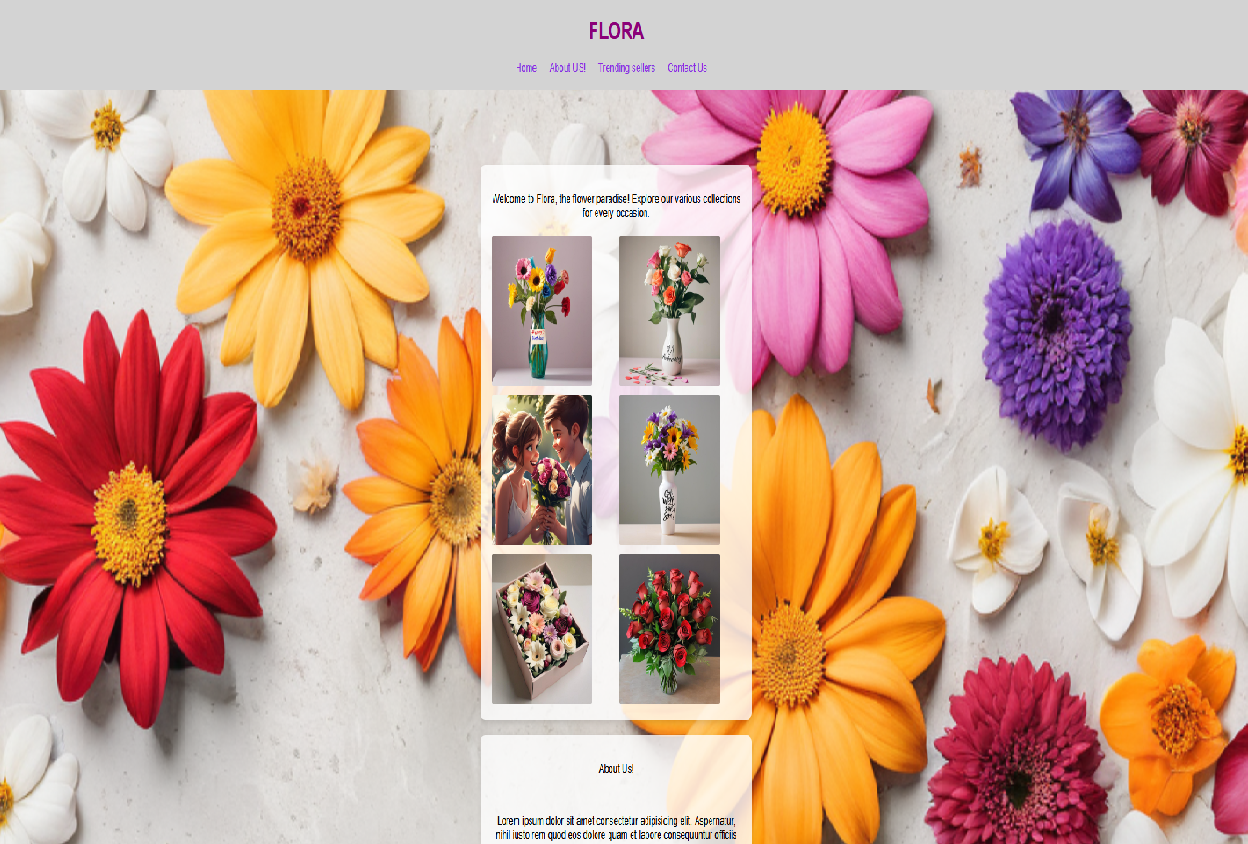 FLORA
Home About US! Trending sellers Contact Us
Welcome to Flora, the flower paradise! Explore our various collections
for every occasion.
About Us!
Lorem ipsum dolor sit amet consectetur adipisicing elit. Aspernatur,
nihil iusto rem quod eos dolore quam et labore consequuntur officiis